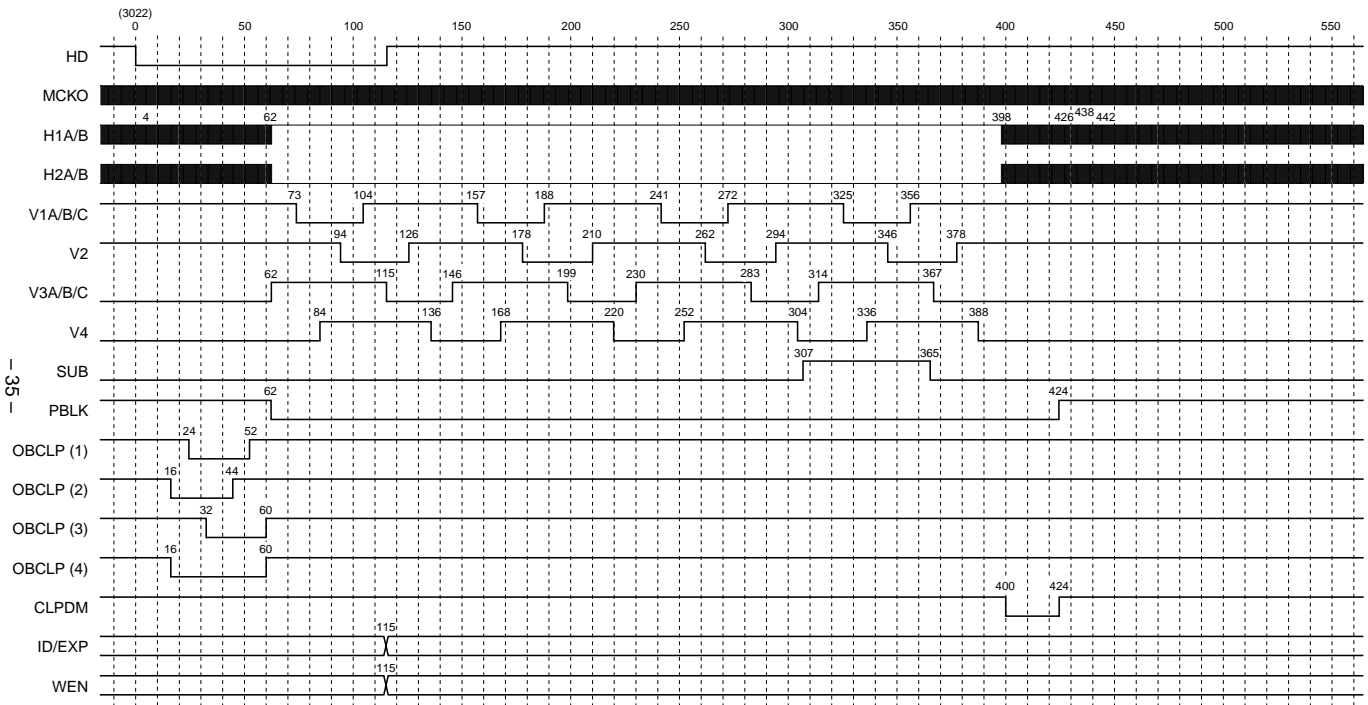 (3022)
0 50 100 150 200 250 300 350 400 450 500 550
HD
MCKO
4 62 398 426 438 442
H1A/B
H2A/B
73 104 157 188 241 272 325 356
V1A/B/C
94 126 178 210 262 294 346 378
V2
62 115 146 199 230 283 314 367
V3A/B/C
84 136 168 220 252 304 336 388
V4
307 365
SUB
62 424
PBLK
24 52
OBCLP (1)
16 44
OBCLP (2)
32 60
OBCLP (3)
16 60
OBCLP (4)
400 424
CLPDM
115
ID/EXP
115
WEN
– 35 –